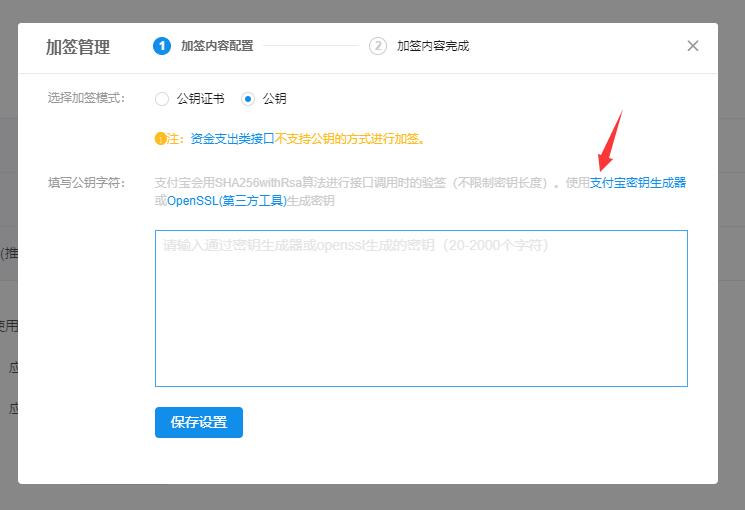 加签管理
1 加签内容配置
2 加签内容完成
选择加签模式：
公钥证书
公钥
注：资金支出类接口不支持公钥的方式进行加签。
填写公钥字符：
支付宝会用SHA256withRsa算法进行接口调用时的验签（不限制密钥长度）。使用支付宝密钥生成器
或OpenSSL(第三方工具)生成密钥
请输入通过密钥生成器或openssl生成的密钥（20-2000个字符）
(推
使用
应
应
保存设置